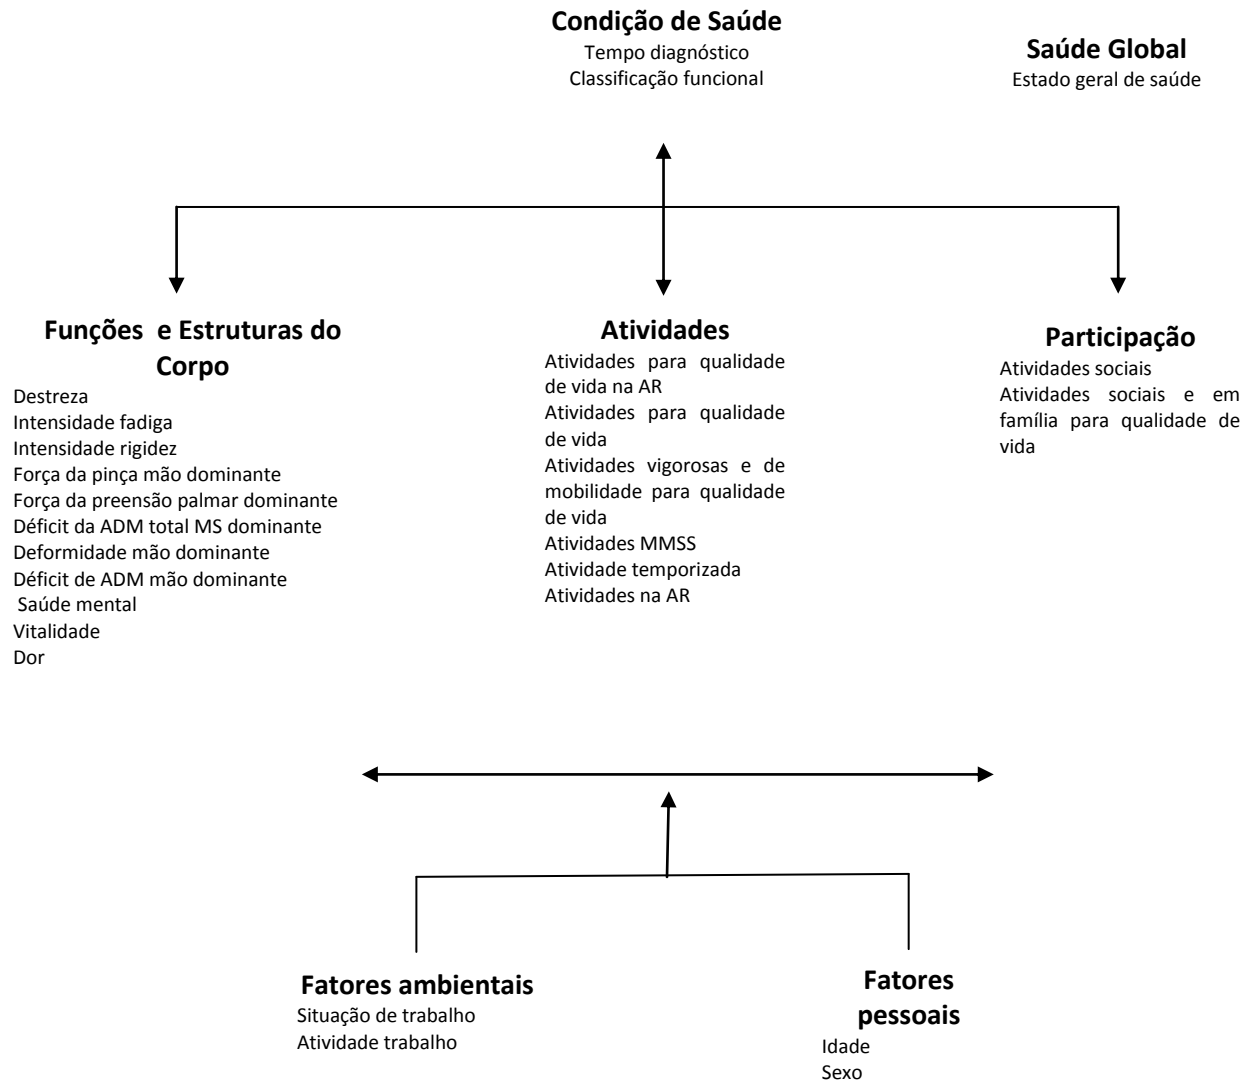 Condição de Saúde
Tempo diagnóstico
Classificação funcional
Saúde Global
Estado geral de saúde
Funções e Estruturas do
Corpo
Destreza
Intensidade fadiga
Intensidade rigidez
Força da pinça mão dominante
Força da preensão palmar dominante
Déficit da ADM total MS dominante
Deformidade mão dominante
Déficit de ADM mão dominante
Saúde mental
Vitalidade
Dor
Atividades
Atividades para qualidade
de vida na AR
Atividades para qualidade
de vida
Atividades vigorosas e de
mobilidade para qualidade
de vida
Atividades MMSS
Atividade temporizada
Atividades na AR
Participação
Atividades sociais
Atividades sociais e em
família para qualidade de
vida
Fatores ambientais
Situação de trabalho
Atividade trabalho
Fatores
pessoais
Idade
Sexo